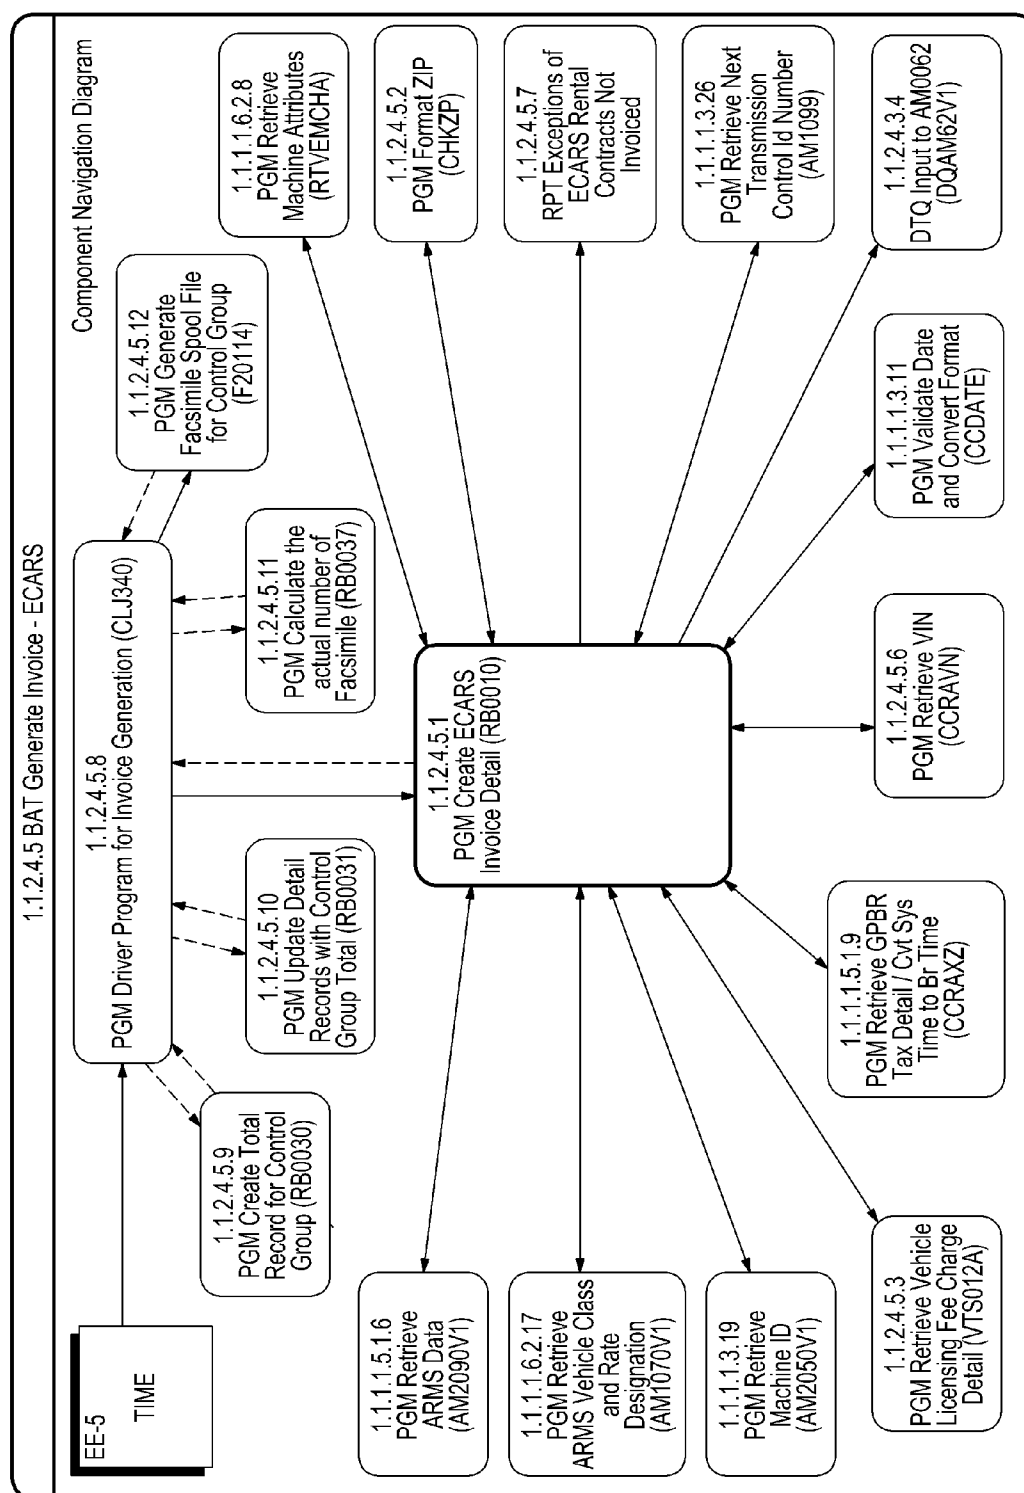 1.1.2.4.5 BAT Generate Invoice - ECARS
Component Navigation Diagram
EE-5
TIME
1.1.2.4.5.8
PGM Driver Program for Invoice Generation (CLJ340)
1.1.2.4.5.12
PGM Generate
Facsimile Spool File
for Control Group
(F20114)
1.1.2.4.5.9
PGM Create Total
Record for Control
Group (RB0030)
1.1.2.4.5.10
PGM Update Detail
Records with Control
Group Total (RB0031)
1.1.2.4.5.11
PGM Calculate the
actual number of
Facsimile (RB0037)
1.1.1.1.6.2.8
PGM Retrieve
Machine Attributes
(RTVEMCHA)
1.1.1.1.5.1.6
PGM Retrieve
ARMS Data
(AM2090V1)
1.1.2.4.5.1
PGM Create ECARS
Invoice Detail (RB0010)
1.1.2.4.5.2
PGM Format ZIP
(CHKZP)
1.1.1.1.6.2.17
PGM Retrieve
ARMS Vehicle Class
and Rate
Designation
(AM1070V1)
1.1.2.4.5.7
RPT Exceptions of
ECARS Rental
Contracts Not
Invoiced
1.1.1.1.3.19
PGM Retrieve
Machine ID
(AM2050V1)
1.1.1.1.3.26
PGM Retrieve Next
Transmission
Control Id Number
(AM1099)
1.1.2.4.5.3
PGM Retrieve Vehicle
Licensing Fee Charge
Detail (VTS012A)
1.1.1.1.5.1.9
PGM Retrieve GPBR
Tax Detail / Cvt Sys
Time to Br Time
(CCRAXZ)
1.1.2.4.5.6
PGM Retrieve VIN
(CCRAVN)
1.1.1.1.3.11
PGM Validate Date
and Convert Format
(CCDATE)
1.1.2.4.3.4
DTQ Input to AM0062
(DQAM62V1)